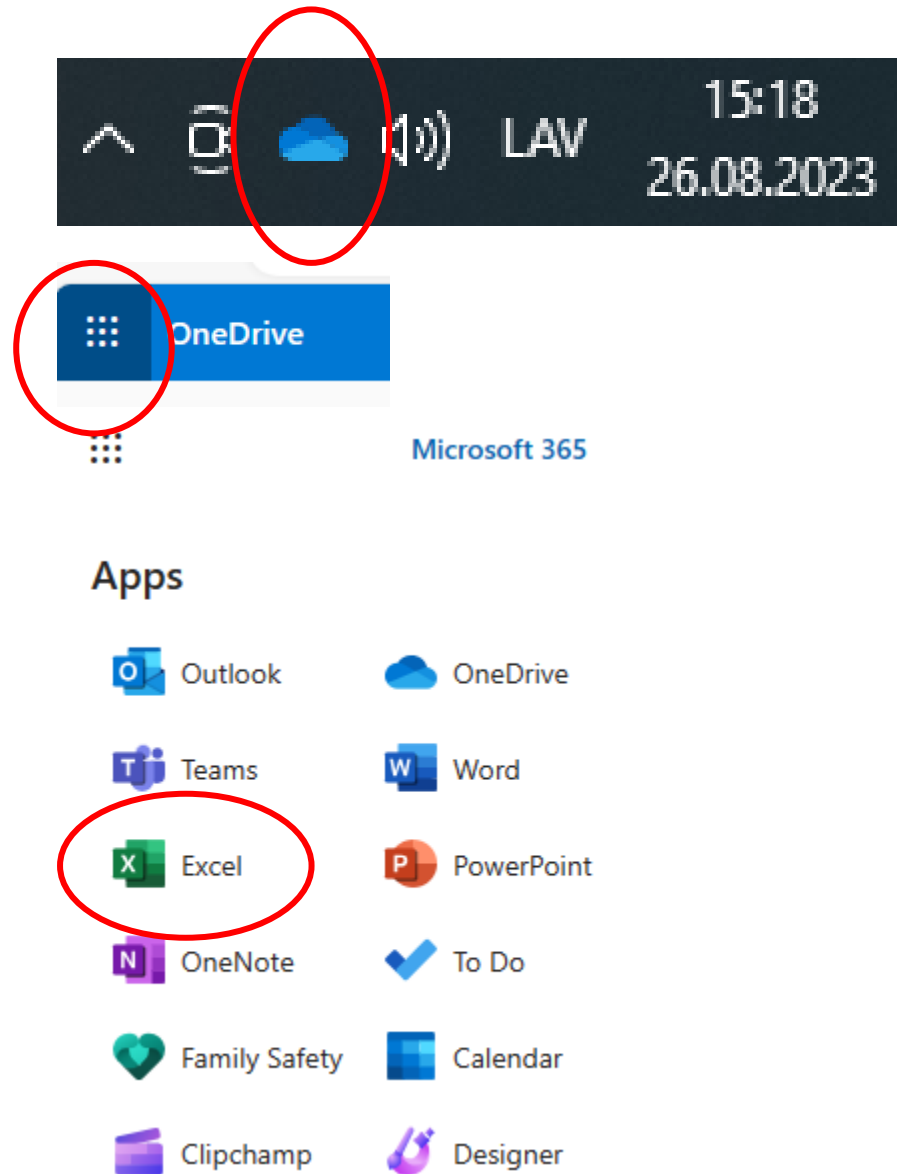 15:18
LAV
26.08.2023
OneDrive
Microsoft 365
Apps
Outlook OneDrive
Teams Word
Excel PowerPoint
OneNote To Do
Family Safety Calendar
Clipchamp Designer